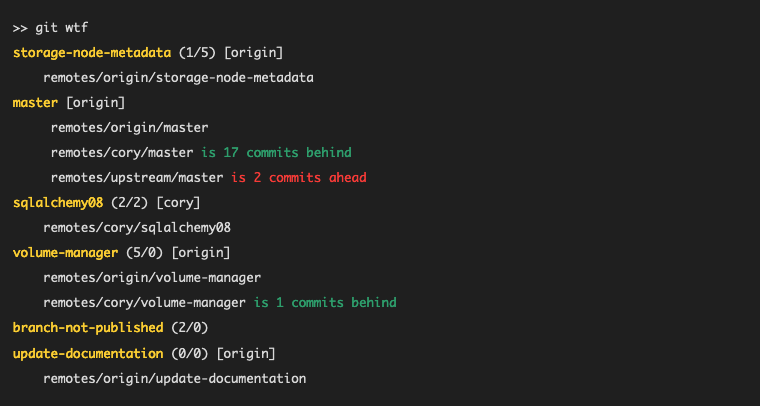 >> git wtf
storage-node-metadata (1/5) [origin]
remotes/origin/storage-node-metadata
master [origin]
remotes/origin/master
remotes/cory/master is 17 commits behind
remotes/upstream/master is 2 commits ahead
sqlalchemy08 (2/2) [cory]
remotes/cory/sqlalchemy08
volume-manager (5/0) [origin]
remotes/origin/volume-manager
remotes/cory/volume-manager is 1 commits behind
branch-not-published (2/0)
update-documentation (0/0) [origin]
remotes/origin/update-documentation